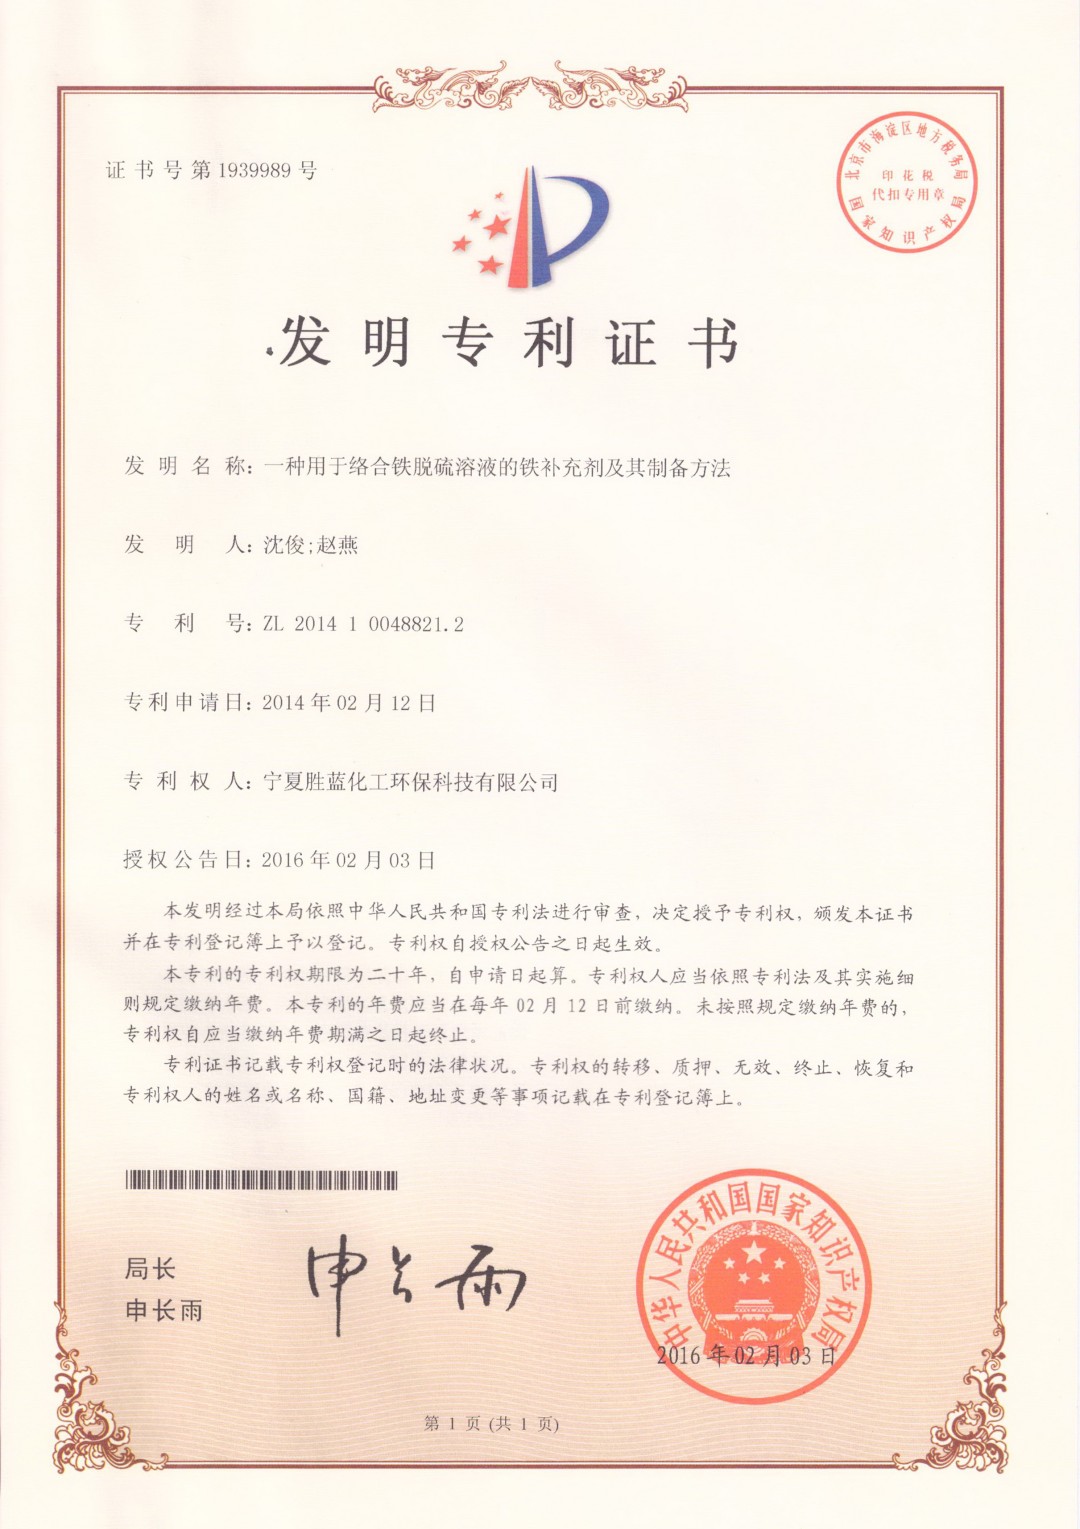 证书号第1939989号
北京市海淀区地方税务局
印花税
代扣专用章
国家知识产权局
发明专利证书
发明名称：一种用于络合铁脱硫溶液的铁补充剂及其制备方法
发明人：沈俊;赵燕
专利号：ZL 2014 1 0048821.2
专利申请日：2014年02月12日
专利权人：宁夏胜蓝化工环保科技有限公司
授权公告日：2016年02月03日
本发明经过本局依照中华人民共和国专利法进行审查，决定授予专利权，颁发本证书
并在专利登记簿上予以登记。专利权自授权公告之日起生效。
本专利的专利权期限为二十年，自申请日起算。专利权人应当依照专利法及其实施细
则规定缴纳年费。本专利的年费应当在每年02月12日前缴纳。未按照规定缴纳年费的，
专利权自应当缴纳年费期满之日起终止。
专利证书记载专利权登记时的法律状况。专利权的转移、质押、无效、终止、恢复和
专利权人的姓名或名称、国籍、地址变更等事项记载在专利登记簿上。
局长
申长雨
申长雨
中华人民共和国国家知识产权局
2016年02月03日
第1页(共1页)